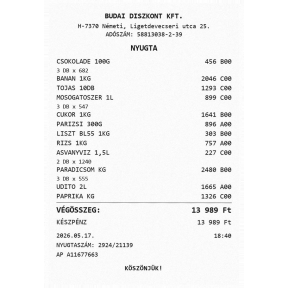 BUDAI DISZKONT KFT.
H-7370 Németi, Ligetdevecseri utca 25.
ADÓSZÁM: 58813038-2-39
NYUGTA
CSOKOLADE 100G 456 B00
3 DB x 682
BANAN 1KG 2046 C00
TOJAS 10DB 1293 C00
MOSOGATOSZER 1L 899 C00
3 DB x 547
CUKOR 1KG 1641 B00
PARIZSI 300G 896 A00
LISZT BL55 1KG 303 B00
RIZS 1KG 757 A00
ASVANYVIZ 1,5L 227 C00
2 DB x 1240
PARADICSOM KG 2480 B00
3 DB x 555
UDITO 2L 1665 A00
PAPRIKA KG 1326 C00
VÉGÖSSZEG: 13 989 Ft
KÉSZPÉNZ 13 989 Ft
2026.05.17. 18:40
NYUGTASZÁM: 2924/21139
AP A11677663
KÖSZÖNJÜK!